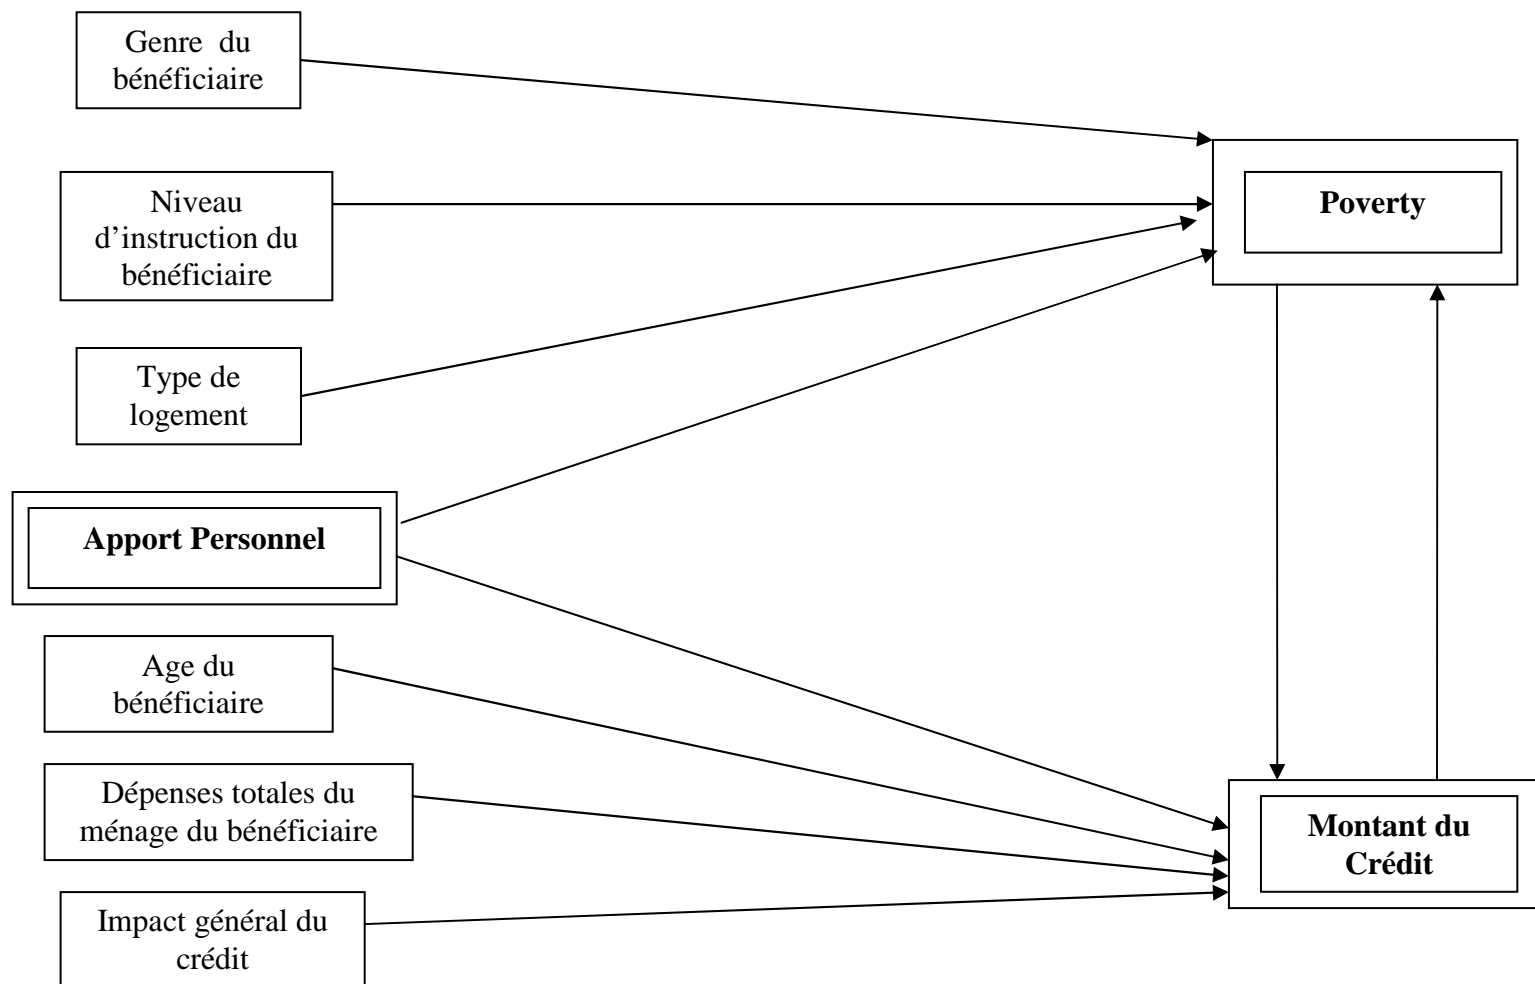 Genre du
bénéficiaire
Niveau
d’instruction du
bénéficiaire
Type de
logement
Apport Personnel
Age du
bénéficiaire
Dépenses totales du
ménage du bénéficiaire
Impact général du
crédit
Poverty
Montant du
Crédit